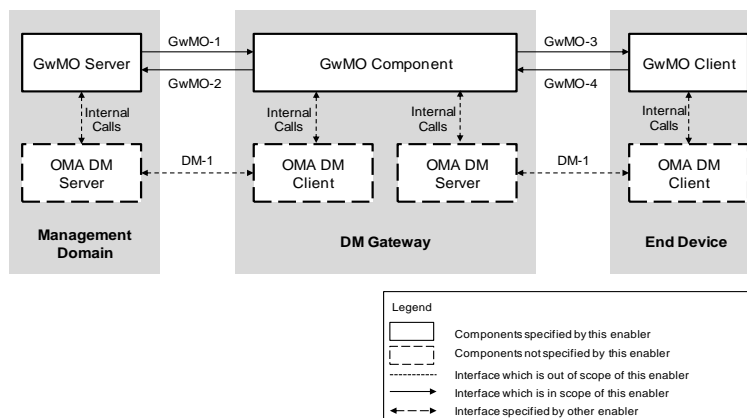 GwMO-1
GwMO-3
GwMO Server
GwMO Component
GwMO Client
GwMO-2
GwMO-4
Internal
Calls
Internal
Calls
Internal
Calls
Internal
Calls
OMA DM
Server
DM-1
OMA DM
Client
OMA DM
Server
DM-1
OMA DM
Client
Management
Domain
DM Gateway
End Device
Legend
Components specified by this enabler
Components not specified by this enabler
Interface which is out of scope of this enabler
Interface which is in scope of this enabler
Interface specified by other enabler